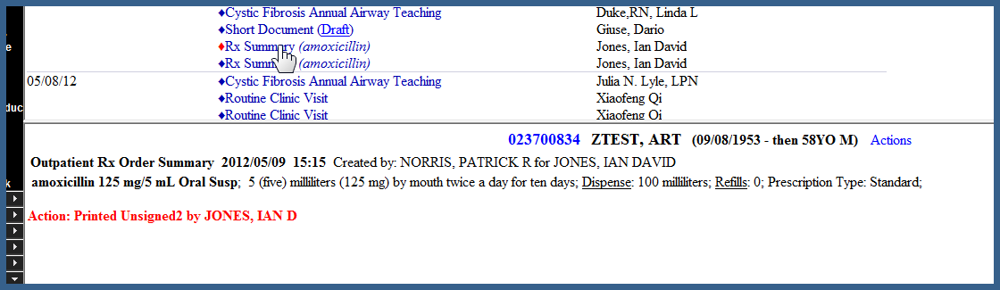 ♦Cystic Fibrosis Annual Airway Teaching Duke,RN, Linda L
♦Short Document (Draft) Giuse, Dario
e ♦Rx Summary (amoxicillin) Jones, Ian David
♦Rx Summ (amoxicillin) Jones, Ian David
05/08/12 ♦Cystic Fibrosis Annual Airway Teaching Julia N. Lyle, LPN
duc ♦Routine Clinic Visit Xiaofeng Qi
♦Routine Clinic Visit Xiaofeng Qi
023700834 ZTEST, ART (09/08/1953 - then 58YO M) Actions
Outpatient Rx Order Summary 2012/05/09 15:15 Created by: NORRIS, PATRICK R for JONES, IAN DAVID
k amoxicillin 125 mg/5 mL Oral Susp; 5 (five) milliliters (125 mg) by mouth twice a day for ten days; Dispense: 100 milliliters; Refills: 0; Prescription Type: Standard;
Action: Printed Unsigned2 by JONES, IAN D